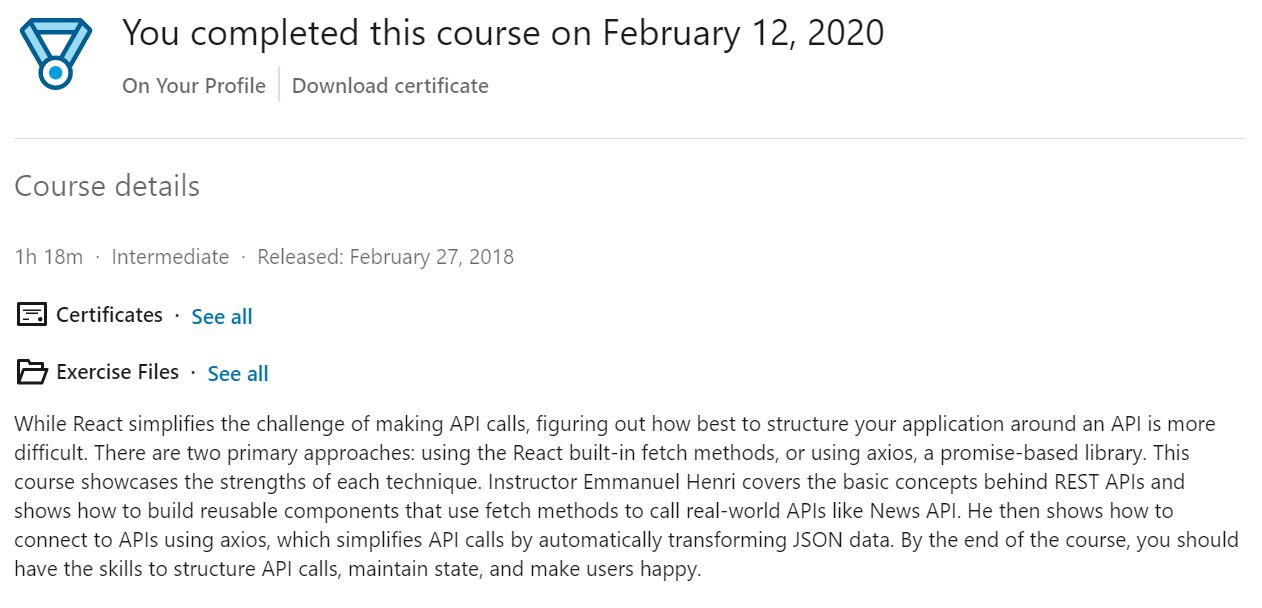 You completed this course on February 12, 2020
On Your Profile Download certificate
Course details
1h 18m · Intermediate · Released: February 27, 2018
Certificates · See all
Exercise Files · See all
While React simplifies the challenge of making API calls, figuring out how best to structure your application around an API is more
difficult. There are two primary approaches: using the React built-in fetch methods, or using axios, a promise-based library. This
course showcases the strengths of each technique. Instructor Emmanuel Henri covers the basic concepts behind REST APIs and
shows how to build reusable components that use fetch methods to call real-world APIs like News API. He then shows how to
connect to APIs using axios, which simplifies API calls by automatically transforming JSON data. By the end of the course, you should
have the skills to structure API calls, maintain state, and make users happy.